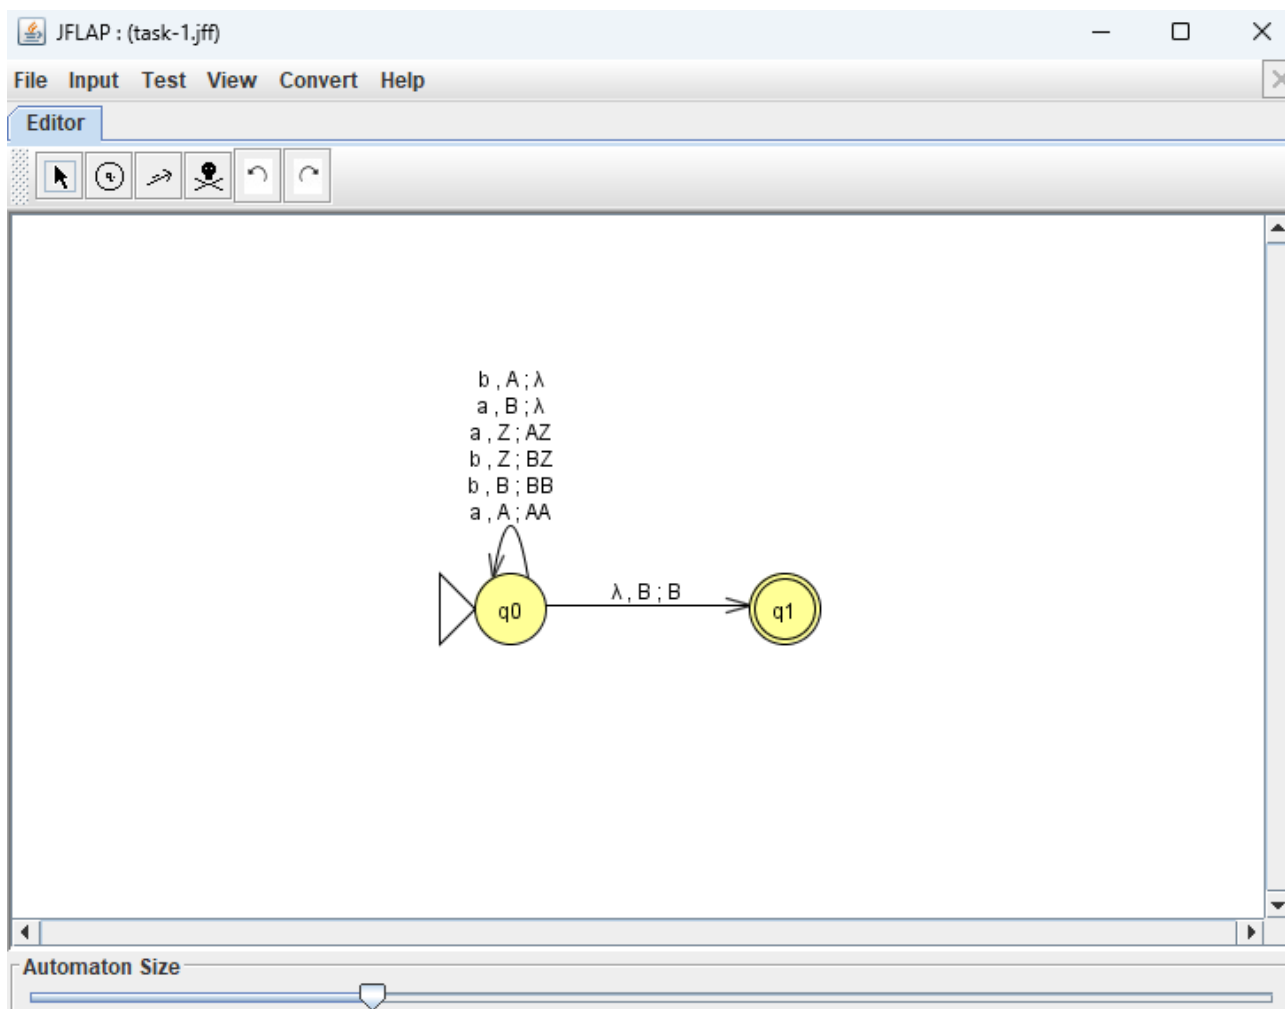 JFLAP : (task-1.jff)
File Input Test View Convert Help
Editor
b , A ; λ
a , B ; λ
a , Z ; AZ
b , Z ; BZ
b , B ; BB
a , A ; AA
q0
λ , B ; B
q1
Automaton Size